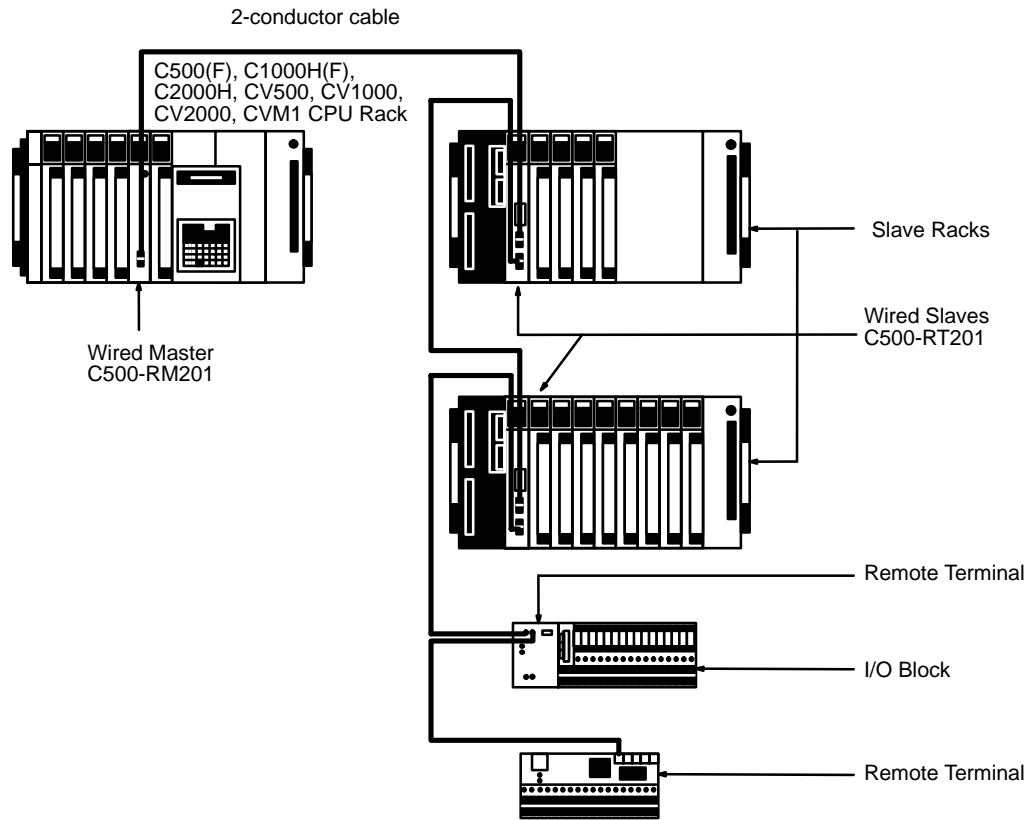 2-conductor cable
C500(F), C1000H(F),
C2000H, CV500, CV1000,
CV2000, CVM1 CPU Rack
Slave Racks
Wired Slaves
C500-RT201
Wired Master
C500-RM201
Remote Terminal
I/O Block
Remote Terminal